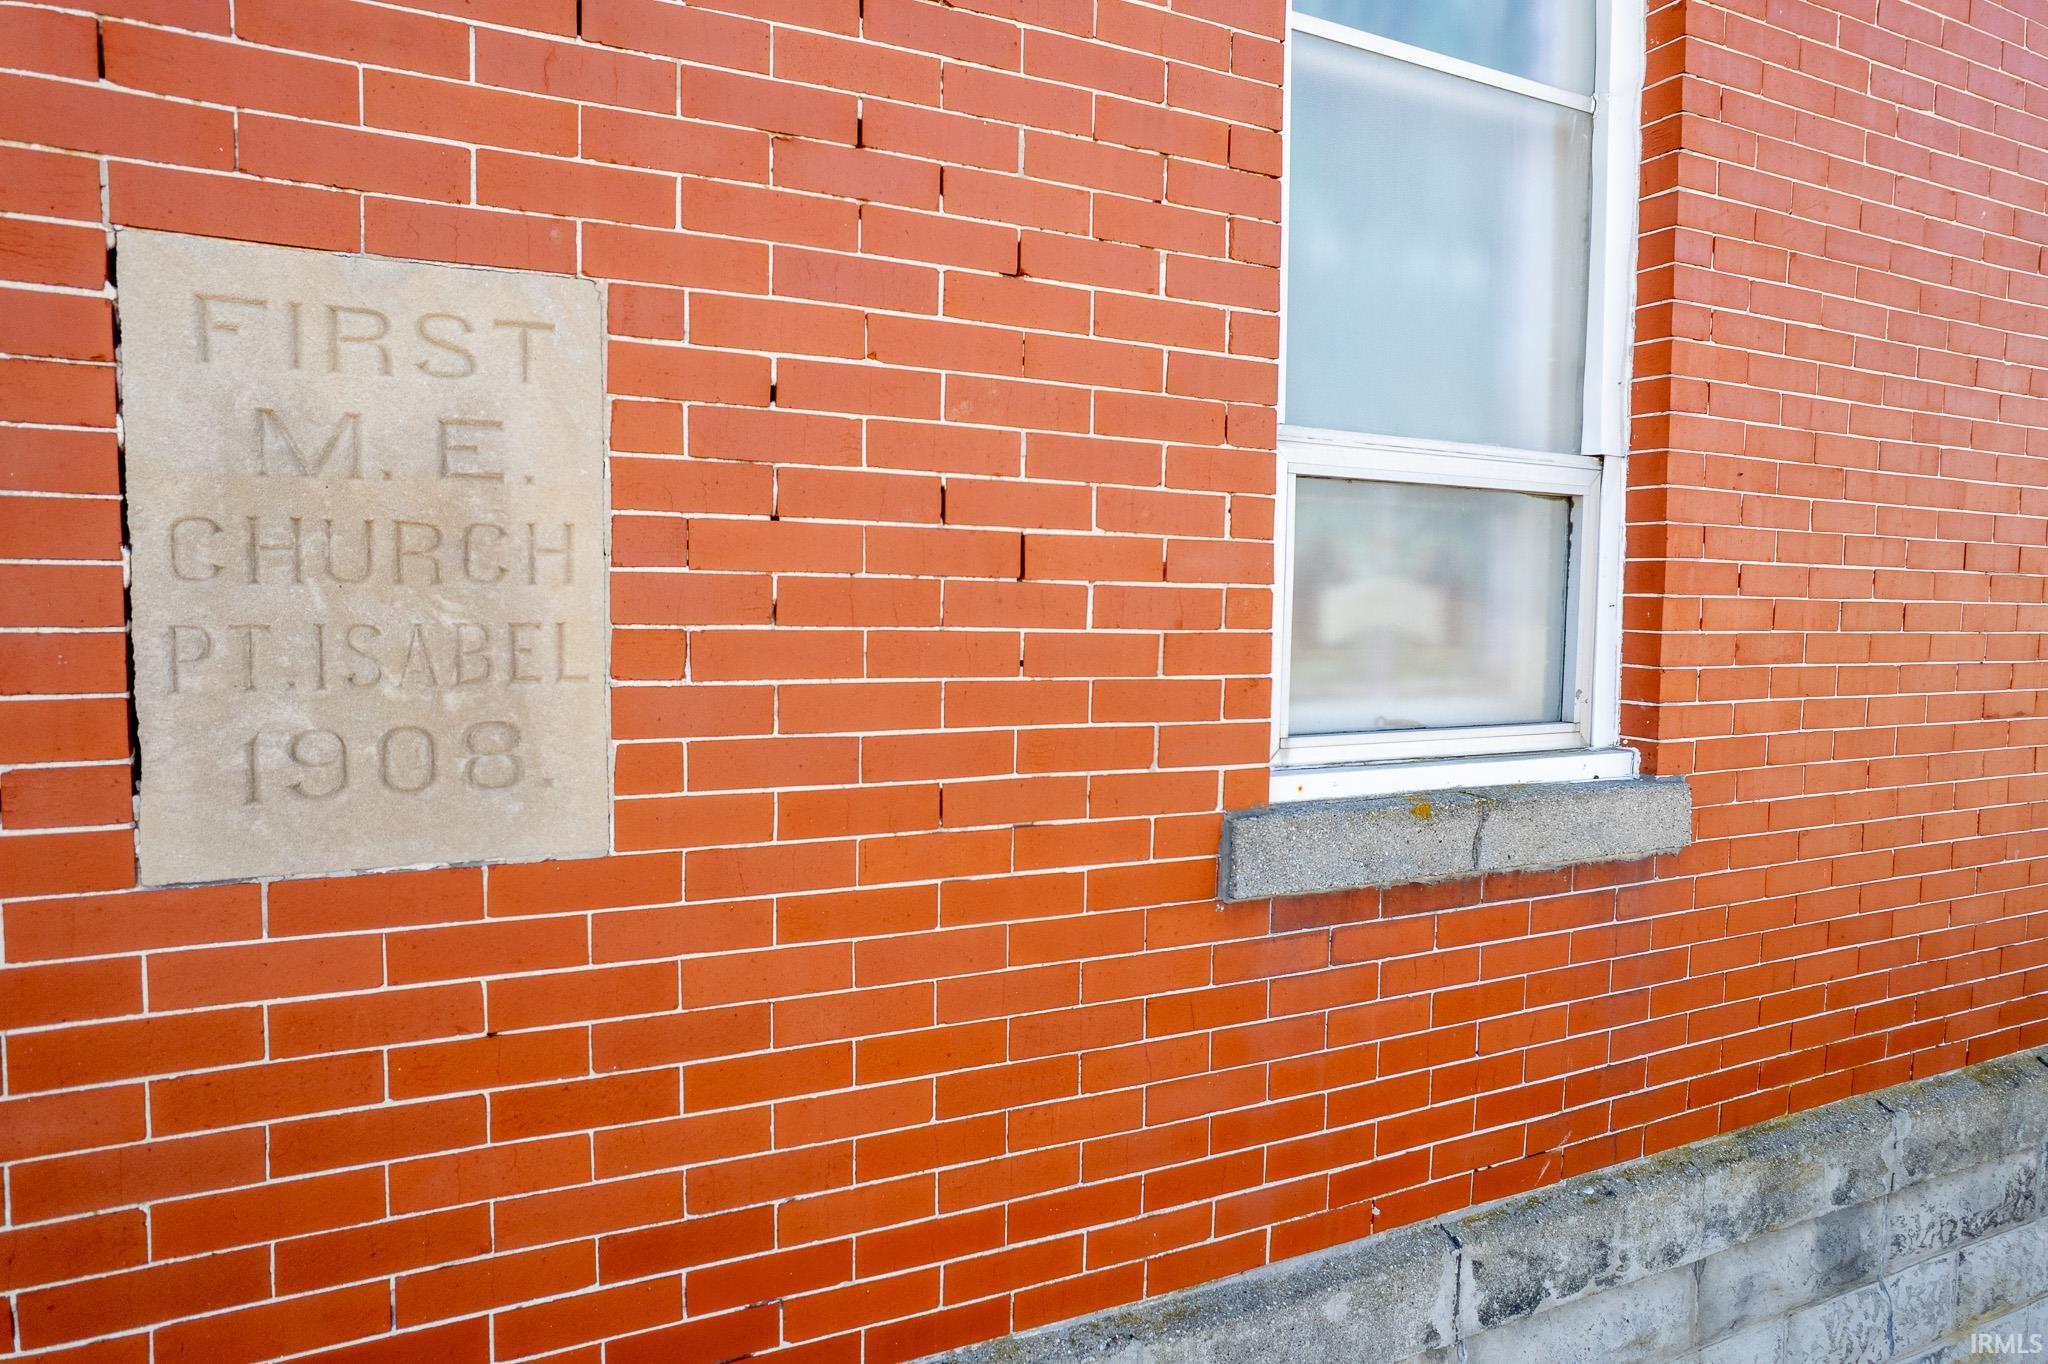 FIRST
M. E.
CHURCH
PT. ISABEL
1908.
IRMLS